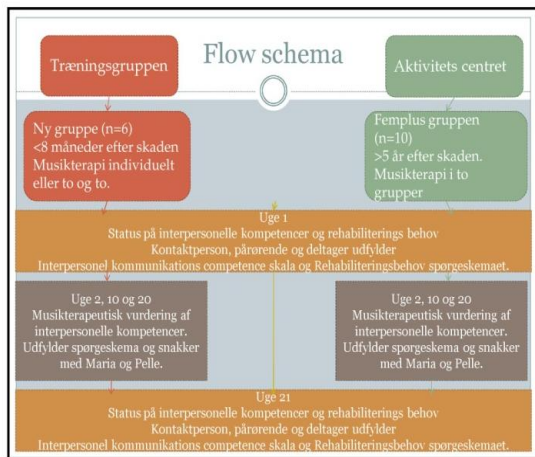 Flow schema
Træningsgruppen
Aktivitets centret
Ny gruppe (n=6)
<8 måneder efter skaden
Musikterapi individuelt
eller to og to.
Femplus gruppen
(n=10)
>5 år efter skaden.
Musikterapi i to
grupper
Uge 1
Status på interpersonelle kompetencer og rehabiliterings behov
Kontaktperson, pårørende og deltager udfylder
Interpersonel kommunikations competence skala og Rehabiliteringsbehov spørgeskemaet.
Uge 2, 10 og 20
Musikterapeutisk vurdering af
interpersonelle kompetencer.
Udfylder spørgeskema og snakker
med Maria og Pelle.
Uge 2, 10 og 20
Musikterapeutisk vurdering af
interpersonelle kompetencer.
Udfylder spørgeskema og snakker
med Maria og Pelle.
Uge 21
Status på interpersonelle kompetencer og rehabiliterings behov
Kontaktperson, pårørende og deltager udfylder
Interpersonel kommunikations competence skala og Rehabiliteringsbehov spørgeskemaet.